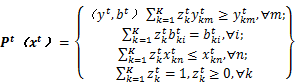 P^t (x^t) = { (y^t, b^t) ∑_{k=1}^{K} z_k^t y_{km}^t ≥ y_{km}^t, ∀m;
∑_{k=1}^{K} z_k^t b_{ki}^t = b_{ki}^t, ∀i;
∑_{k=1}^{K} z_k^t x_{kn}^t ≤ x_{kn}^t, ∀n;
∑_{k=1}^{K} z_k^t = 1, z_k^t ≥ 0, ∀k }